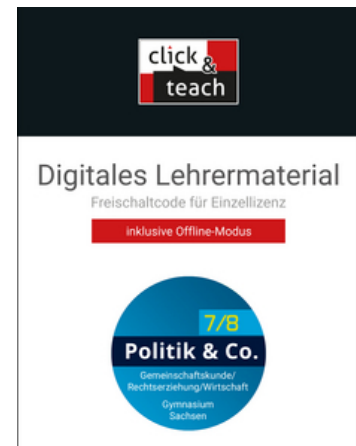 click &
teach
Digitales Lehrermaterial
Freischaltcode für Einzellizenz
inklusive Offline-Modus
7/8
Politik & Co.
Gemeinschaftskunde/
Rechtserziehung/Wirtschaft
Gymnasium
Sachsen